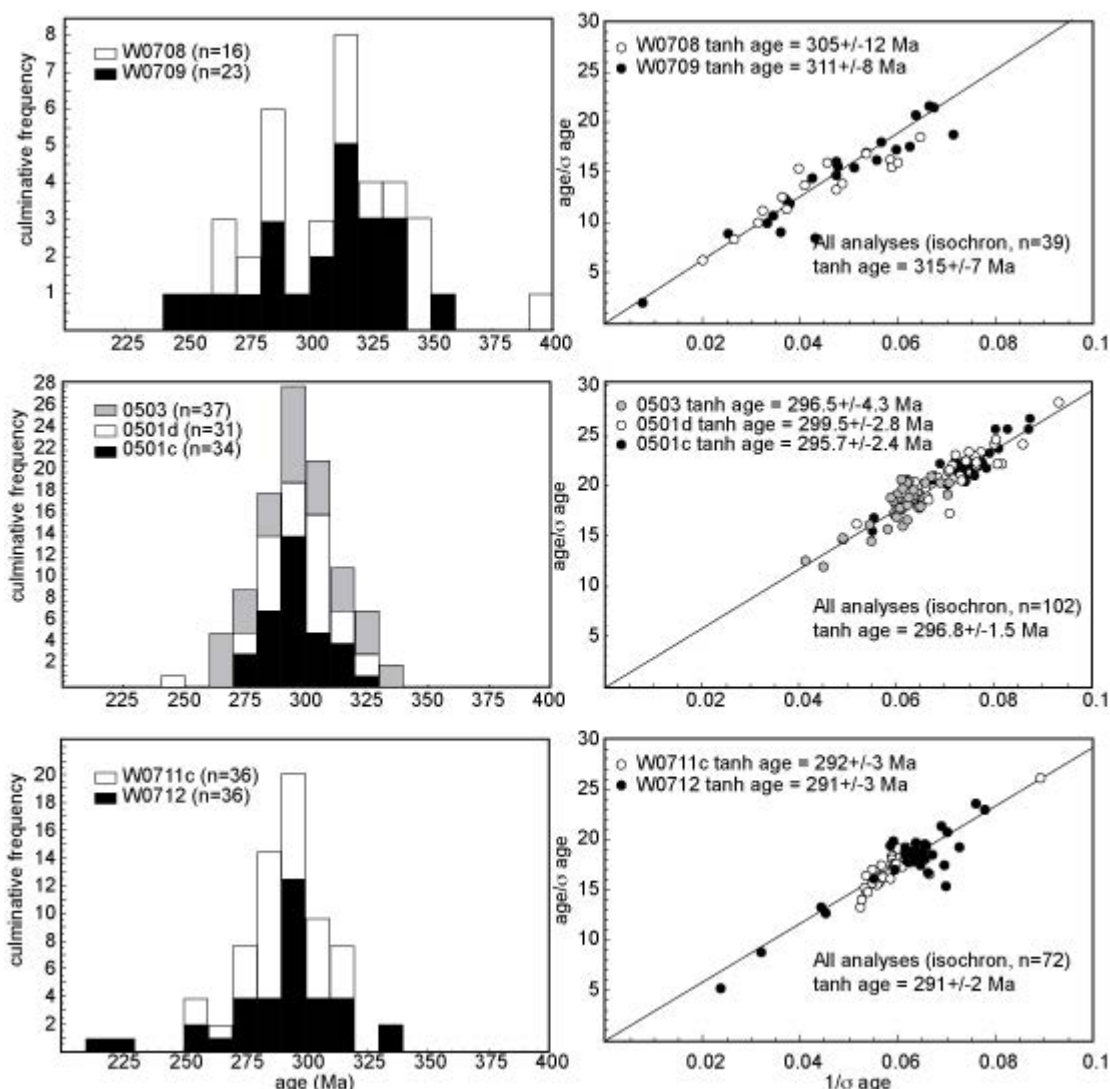 culminative frequency
8
7
6
5
4
3
2
1
W0708 (n=16)
W0709 (n=23)
225 250 275 300 325 350 375 400
age/σ age
30
25
20
15
10
5
W0708 tanh age = 305+/-12 Ma
W0709 tanh age = 311+/-8 Ma
All analyses (isochron, n=39)
tanh age = 315+/-7 Ma
0.02 0.04 0.06 0.08 0.1
culminative frequency
28
26
24
22
20
18
16
14
12
10
8
6
4
2
0503 (n=37)
0501d (n=31)
0501c (n=34)
225 250 275 300 325 350 375 400
age/σ age
30
25
20
15
10
5
0503 tanh age = 296.5+/-4.3 Ma
0501d tanh age = 299.5+/-2.8 Ma
0501c tanh age = 295.7+/-2.4 Ma
All analyses (isochron, n=102)
tanh age = 296.8+/-1.5 Ma
0.02 0.04 0.06 0.08 0.1
culminative frequency
20
18
16
14
12
10
8
6
4
2
W0711c (n=36)
W0712 (n=36)
225 250 275 300 325 350 375 400
age (Ma)
age/σ age
30
25
20
15
10
5
W0711c tanh age = 292+/-3 Ma
W0712 tanh age = 291+/-3 Ma
All analyses (isochron, n=72)
tanh age = 291+/-2 Ma
0.02 0.04 0.06 0.08 0.1
1/σ age